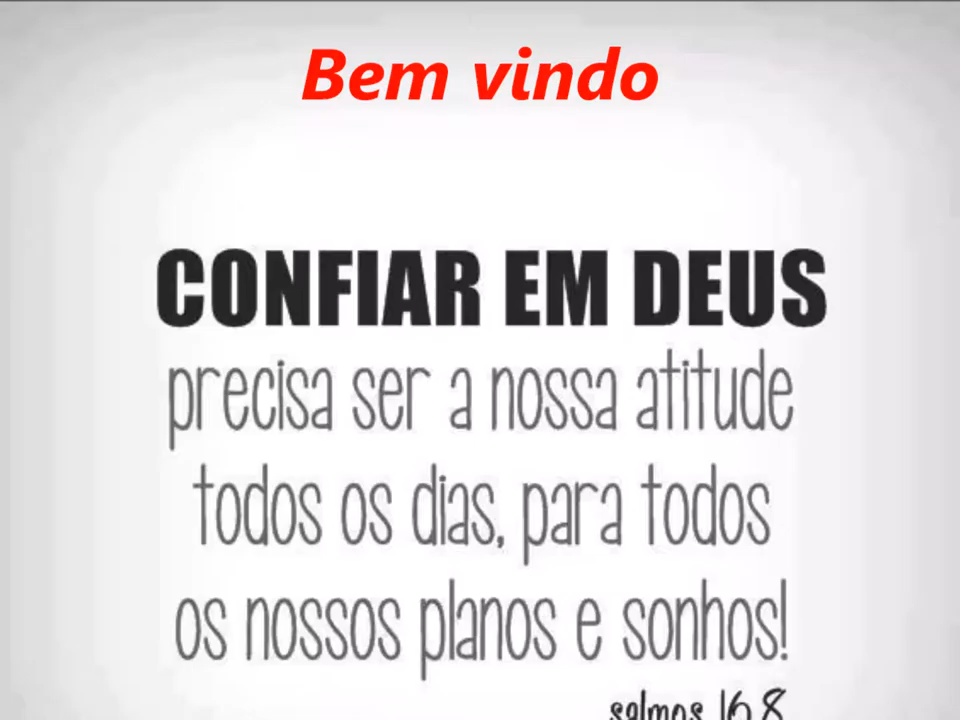 Bem vindo
CONFIAR EM DEUS
precisa ser a nossa atitude
todos os dias, para todos
os nossos planos e sonhos!
salmos 16.8